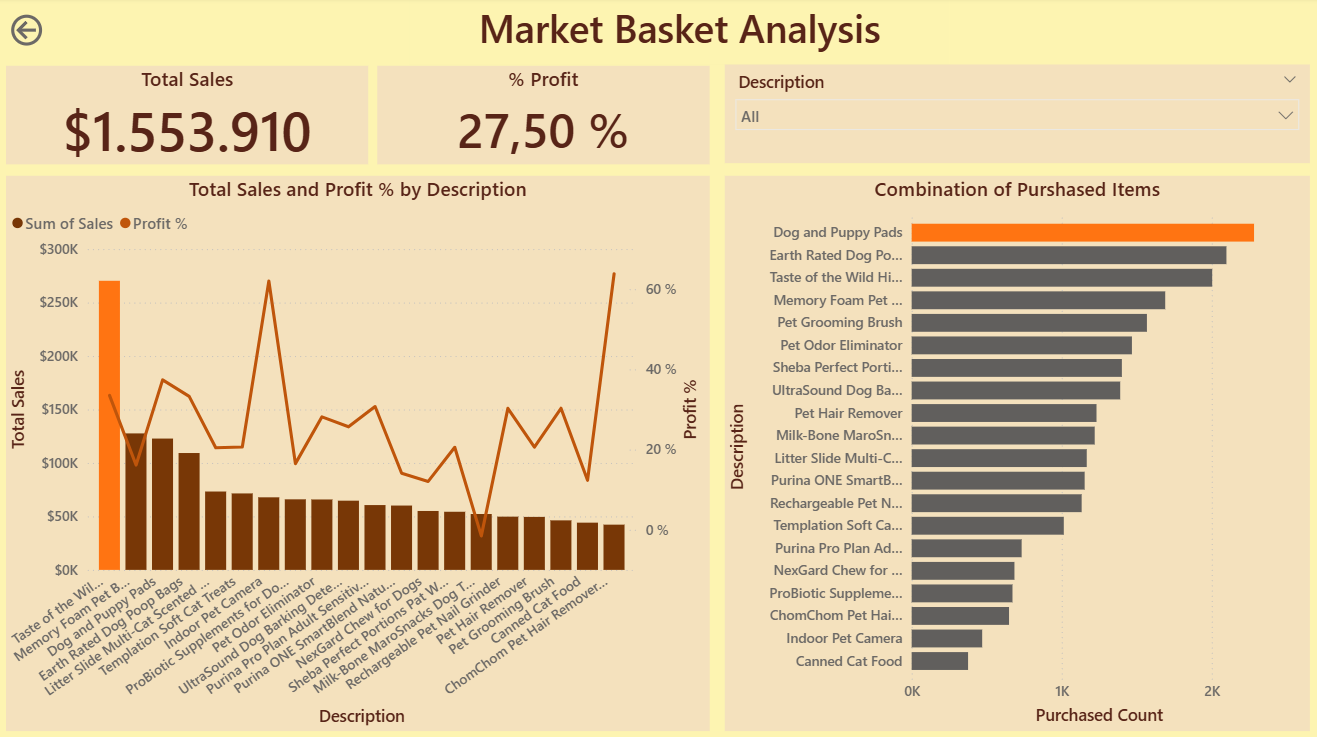 Market Basket Analysis
Total Sales
$1.553.910
% Profit
27,50 %
Description
All
Total Sales and Profit % by Description
Sum of Sales
Profit %
Total Sales
$300K
$250K
$200K
$150K
$100K
$50K
$0K
60 %
40 %
20 %
0 %
Profit %
Taste of the Wil...
Memory Foam Pet B...
Dog and Puppy Pads
Earth Rated Dog Poop Bags
Litter Slide Multi-Cat Scented ...
Templation Soft Cat Treats
Indoor Pet Camera
ProBiotic Supplements for Do...
Pet Odor Eliminator
UltraSound Dog Barking Dete...
Purina Pro Plan Adult Sensitiv...
Purina ONE SmartBlend Natu...
NexGard Chew for Dogs
Sheba Perfect Portions Pat W...
Milk-Bone MaroSnacks Dog T...
Rechargeable Pet Nail Grinder
Pet Hair Remover
Pet Grooming Brush
Canned Cat Food
ChomChom Pet Hair Remover...
Description
Combination of Purshased Items
Description
Dog and Puppy Pads
Earth Rated Dog Po...
Taste of the Wild Hi...
Memory Foam Pet ...
Pet Grooming Brush
Pet Odor Eliminator
Sheba Perfect Porti...
UltraSound Dog Ba...
Pet Hair Remover
Milk-Bone MaroSn...
Litter Slide Multi-C...
Purina ONE SmartB...
Rechargeable Pet N...
Templation Soft Ca...
Purina Pro Plan Ad...
NexGard Chew for ...
ProBiotic Suppleme...
ChomChom Pet Hai...
Indoor Pet Camera
Canned Cat Food
0K
1K
2K
Purchased Count